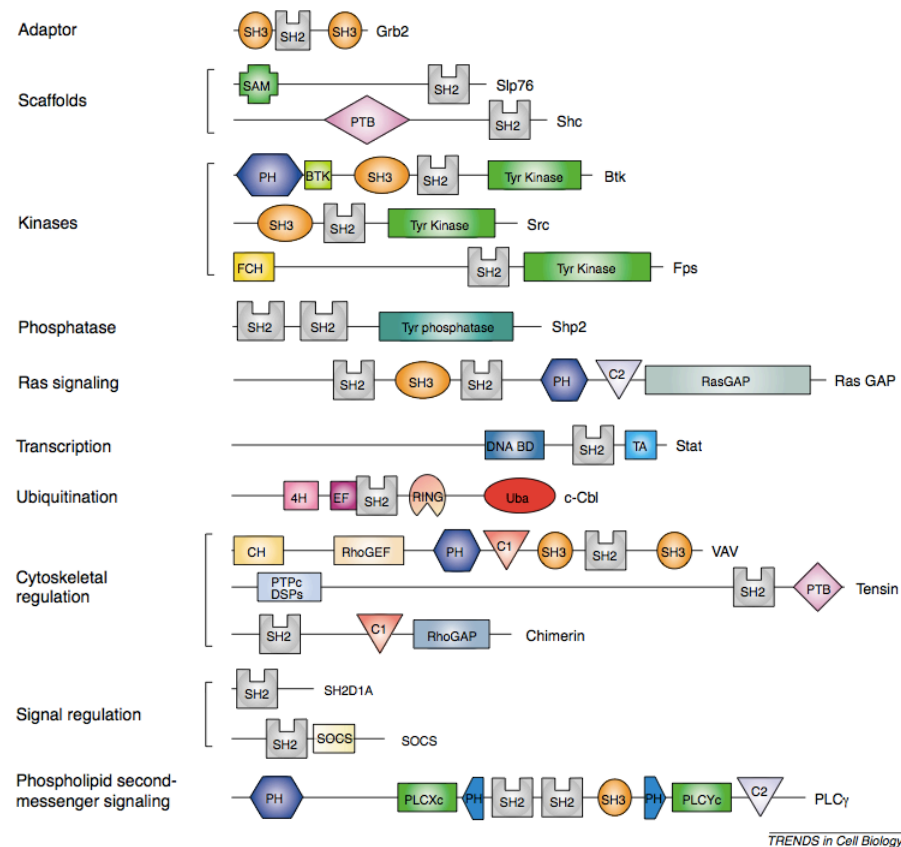 Adaptor
SH3 SH2 SH3 Grb2
Scaffolds
SAM SH2 Slp76
PTB SH2 Shc
Kinases
PH BTK SH3 SH2 Tyr Kinase Btk
SH3 SH2 Tyr Kinase Src
FCH SH2 Tyr Kinase Fps
Phosphatase
SH2 SH2 Tyr phosphatase Shp2
Ras signaling
SH2 SH3 SH2 PH C2 RasGAP Ras GAP
Transcription
DNA BD SH2 TA Stat
Ubiquitination
4H EF SH2 RING Uba c-Cbl
Cytoskeletal
regulation
CH RhoGEF PH C1 SH3 SH2 SH3 VAV
PTPc
DSPs
SH2 PTB Tensin
SH2 C1 RhoGAP Chimerin
Signal regulation
SH2 SH2D1A
SH2 SOCS SOCS
Phospholipid second-
messenger signaling
PH PLCXc PH SH2 SH2 SH3 PH PLCYc C2 PLCγ
TRENDS in Cell Biology